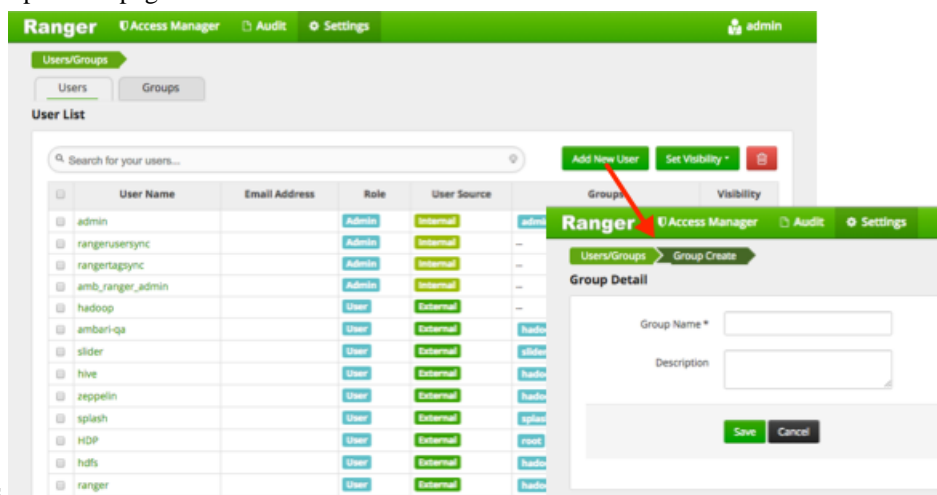 Ranger Access Manager Audit Settings admin
Users/Groups
Users Groups
User List
Search for your users...
Add New User Set Visibility
User Name Email Address Role User Source Groups Visibility
admin Admin Internal
rangerusersync Admin Internal --
rangertagsync Admin Internal --
amb_ranger_admin Admin Internal --
hadoop User External --
ambari-qa User External
slider User External
hive User External
zeppelin User External
splash User External
HDP User External root
hdfs User External
ranger User External
Ranger Access Manager Audit Settings
Users/Groups Group Create
Group Detail
Group Name *
Description
Save Cancel